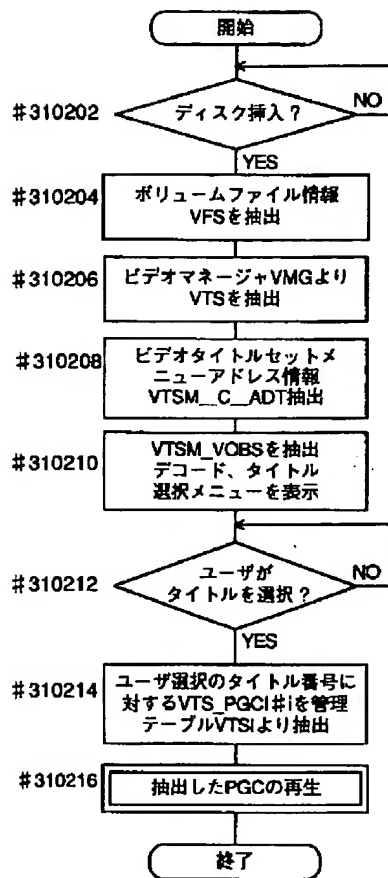 開始
#310202
ディスク挿入?
NO
YES
#310204
ボリュームファイル情報
VFSを抽出
#310206
ビデオマネージャVMGより
VTSを抽出
#310208
ビデオタイトルセットメ
ニューアドレス情報
VTSM__C__ADT抽出
#310210
VTSM_VOBSを抽出
デコード、タイトル
選択メニューを表示
#310212
ユーザが
タイトルを選択?
NO
YES
#310214
ユーザ選択のタイトル番号に
対するVTS_PGCI#iを管理
テーブルVTSIより抽出
#310216
抽出したPGCの再生
終了